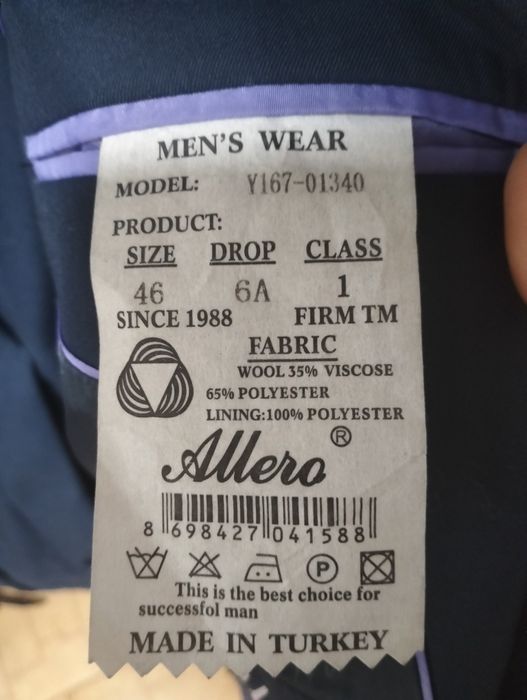 MEN'S WEAR
MODEL: Y167-01340
PRODUCT:
SIZE DROP CLASS
46 6A 1
SINCE 1988 FIRM TM
FABRIC
WOOL 35% VISCOSE
65% POLYESTER
LINING:100% POLYESTER
Allero ®
8 698427 041588
P
This is the best choice for
successfol man
MADE IN TURKEY